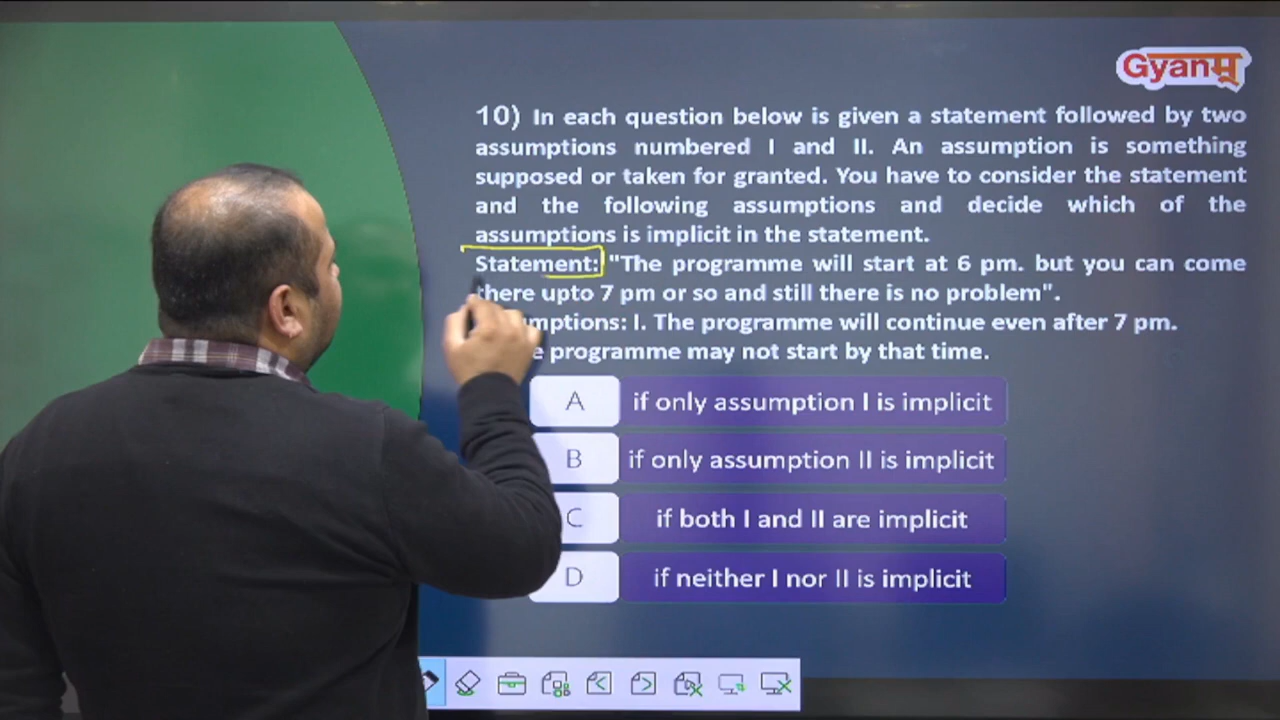 Gyanम्
10) In each question below is given a statement followed by two
assumptions numbered I and II. An assumption is something
supposed or taken for granted. You have to consider the statement
and the following assumptions and decide which of the
assumptions is implicit in the statement.
Statement: "The programme will start at 6 pm. but you can come
there upto 7 pm or so and still there is no problem".
mptions: I. The programme will continue even after 7 pm.
e programme may not start by that time.
A if only assumption I is implicit
B if only assumption II is implicit
C if both I and II are implicit
D if neither I nor II is implicit